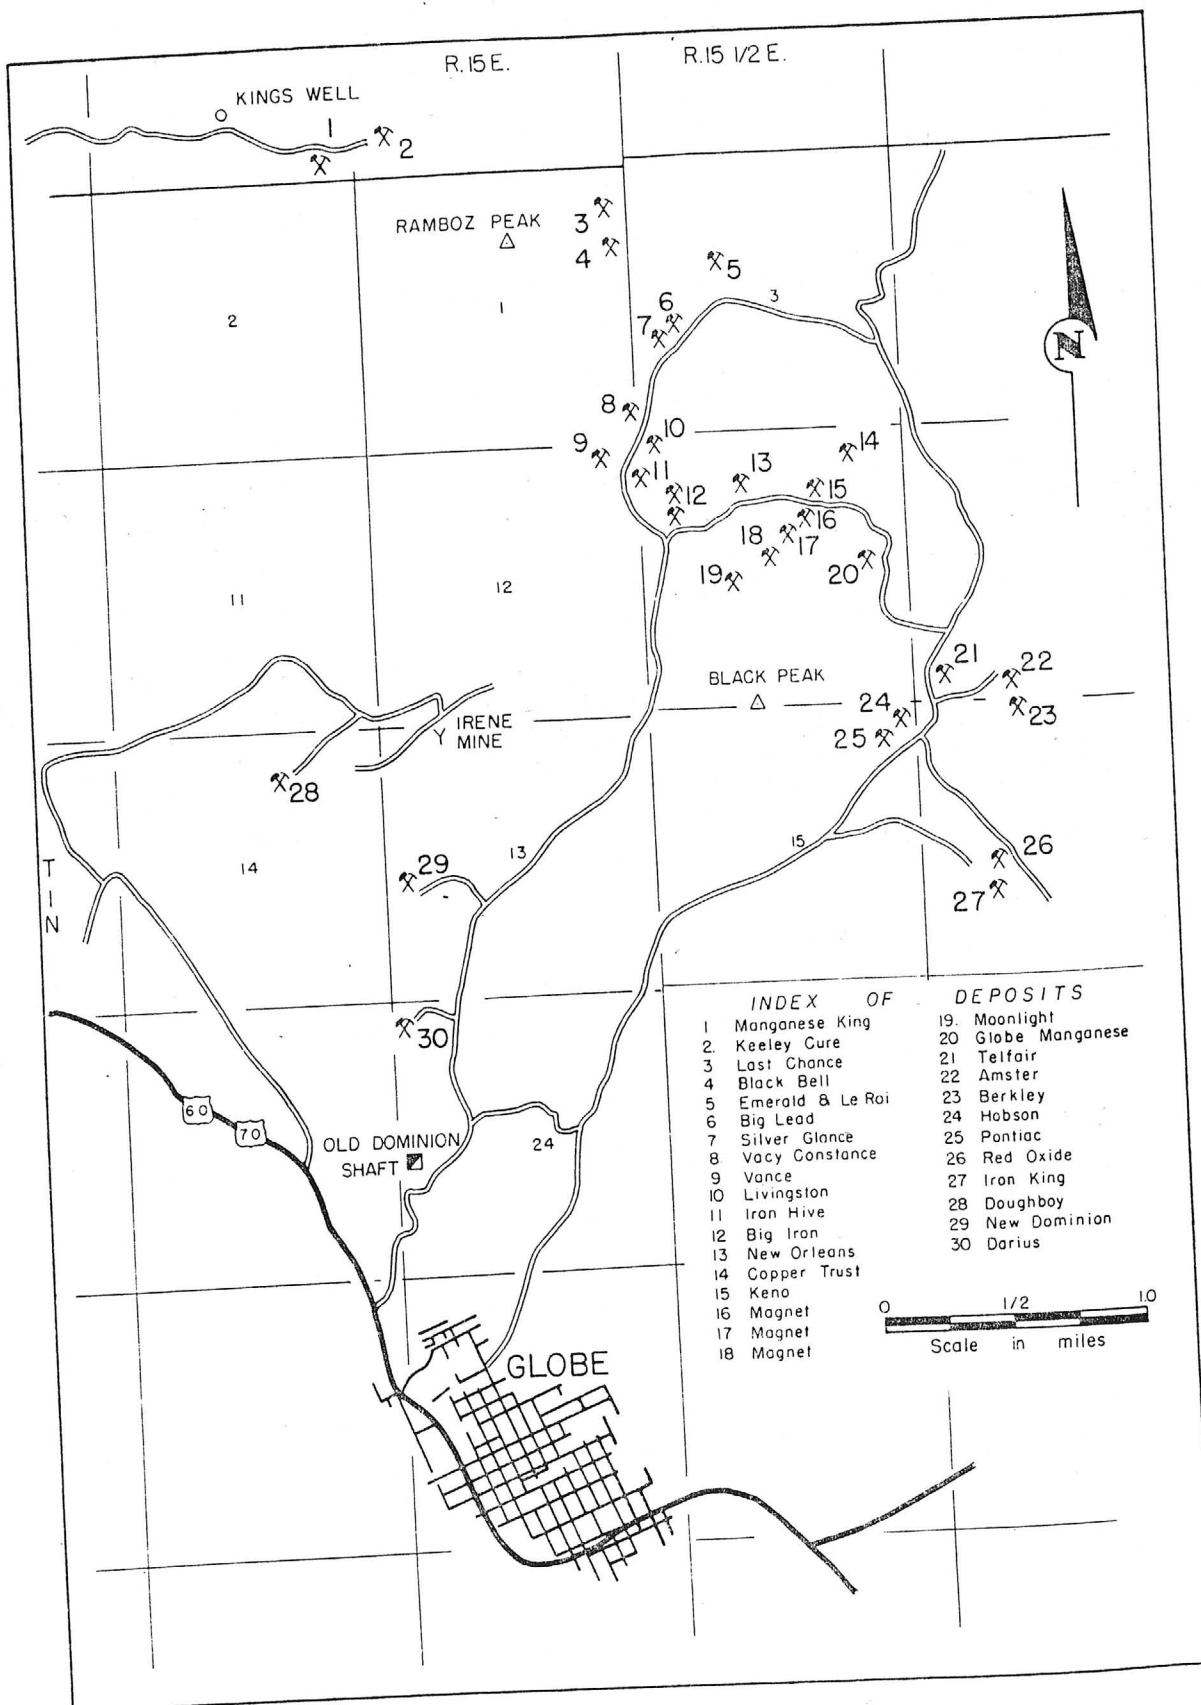 R.15E.
R.15 1/2 E.
KINGS WELL
1
2
RAMBOZ PEAK
3
4
5
3
2
1
6
7
8
9
10
11
12
13
14
15
16
17
18
19
20
N
11
12
BLACK PEAK
21
22
23
24
25
IRENE
MINE
Y
28
T
1
N
14
13
15
29
26
27
30
60
70
OLD DOMINION
SHAFT
24
INDEX OF DEPOSITS
1 Manganese King
2. Keeley Cure
3 Last Chance
4 Black Bell
5 Emerald & Le Roi
6 Big Lead
7 Silver Glance
8 Vacy Constance
9 Vance
10 Livingston
11 Iron Hive
12 Big Iron
13 New Orleans
14 Copper Trust
15 Keno
16 Magnet
17 Magnet
18 Magnet
19. Moonlight
20 Globe Manganese
21 Telfair
22 Amster
23 Berkley
24 Hobson
25 Pontiac
26 Red Oxide
27 Iron King
28 Doughboy
29 New Dominion
30 Darius
0 1/2 1.0
Scale in miles
GLOBE